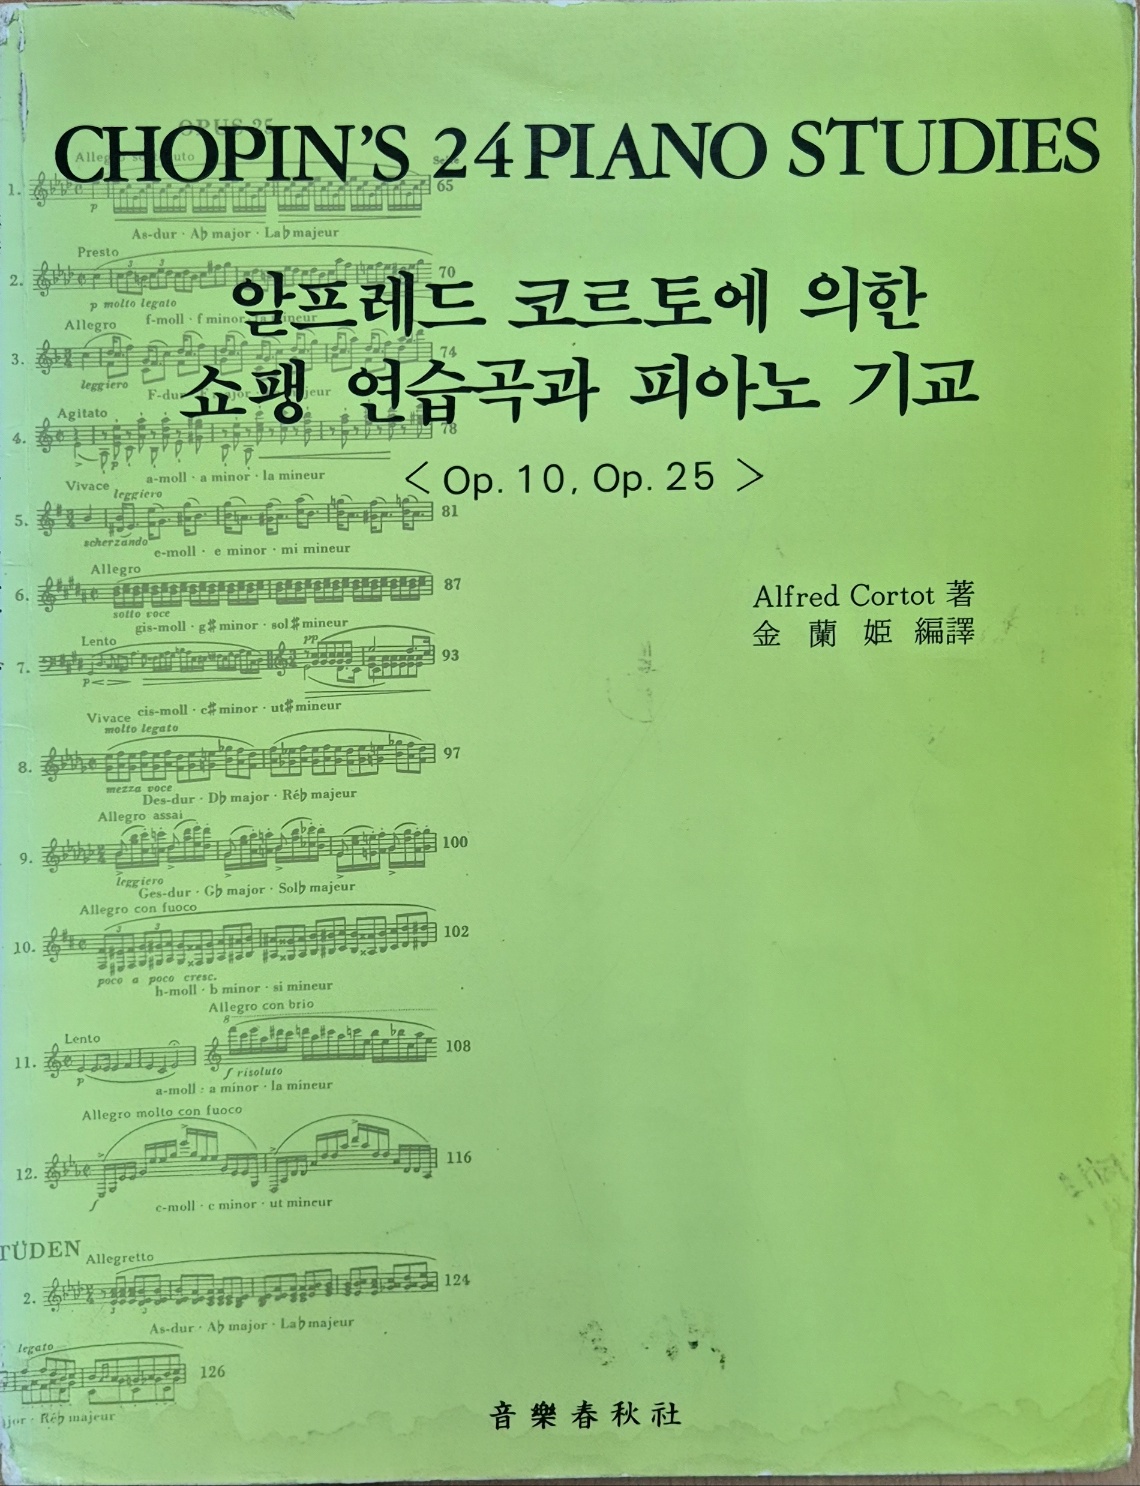 CHOPIN'S 24 PIANO STUDIES
알프레드 코르토에 의한
쇼팽 연습곡과 피아노 기교
< Op. 10, Op. 25 >
Alfred Cortot 著
金蘭姫 編譯
OPUS 25
Allegro sostenuto
Seite
1.
p
65
As-dur · A♭ major · La♭ majeur
Presto
2.
70
p molto legato
f-moll · f minor · fa mineur
Allegro
3.
74
leggiero
F-dur · F major · majeur
Agitato
4.
78
p
a-moll · a minor · la mineur
Vivace
leggiero
5.
81
scherzando
e-moll · e minor · mi mineur
Allegro
6.
87
sotto voce
gis-moll · g♯ minor · sol♯ mineur
Lento
pp
7.
93
p
cis-moll · c♯ minor · ut♯ mineur
Vivace
molto legato
8.
97
mezza voce
Des-dur · D♭ major · Ré♭ majeur
Allegro assai
9.
100
leggiero
Ges-dur · G♭ major · Sol♭ majeur
Allegro con fuoco
3 3
10.
102
poco a poco cresc.
h-moll · b minor · si mineur
Allegro con brio
8
Lento
11.
108
p
f risoluto
a-moll : a minor · la mineur
Allegro molto con fuoco
12.
116
f
c-moll · c minor · ut mineur
TÜDEN
Allegretto
2.
124
3 3
As-dur · A♭ major · La♭ majeur
legato
126
jor · Ré♭ majeur
音樂春秋社